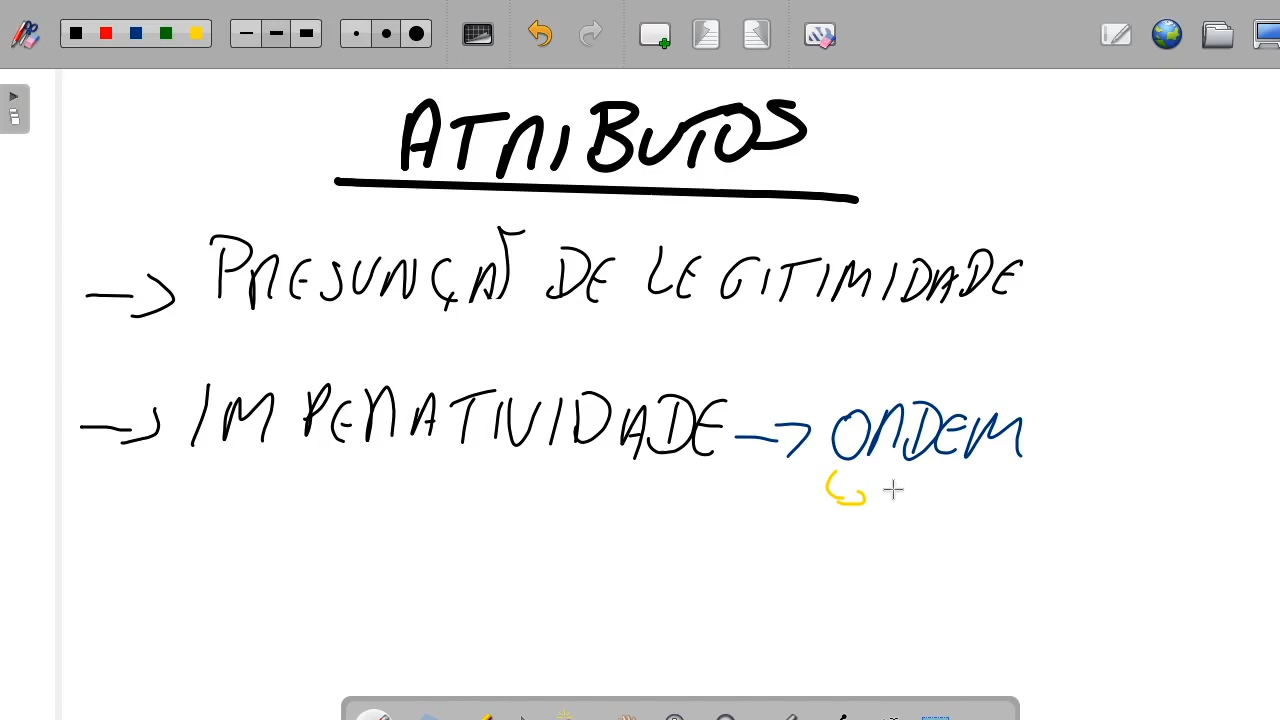 ATRIBUTOS
→ PRESUNÇÃO DE LEGITIMIDADE
→ IMPERATIVIDADE → ORDEM